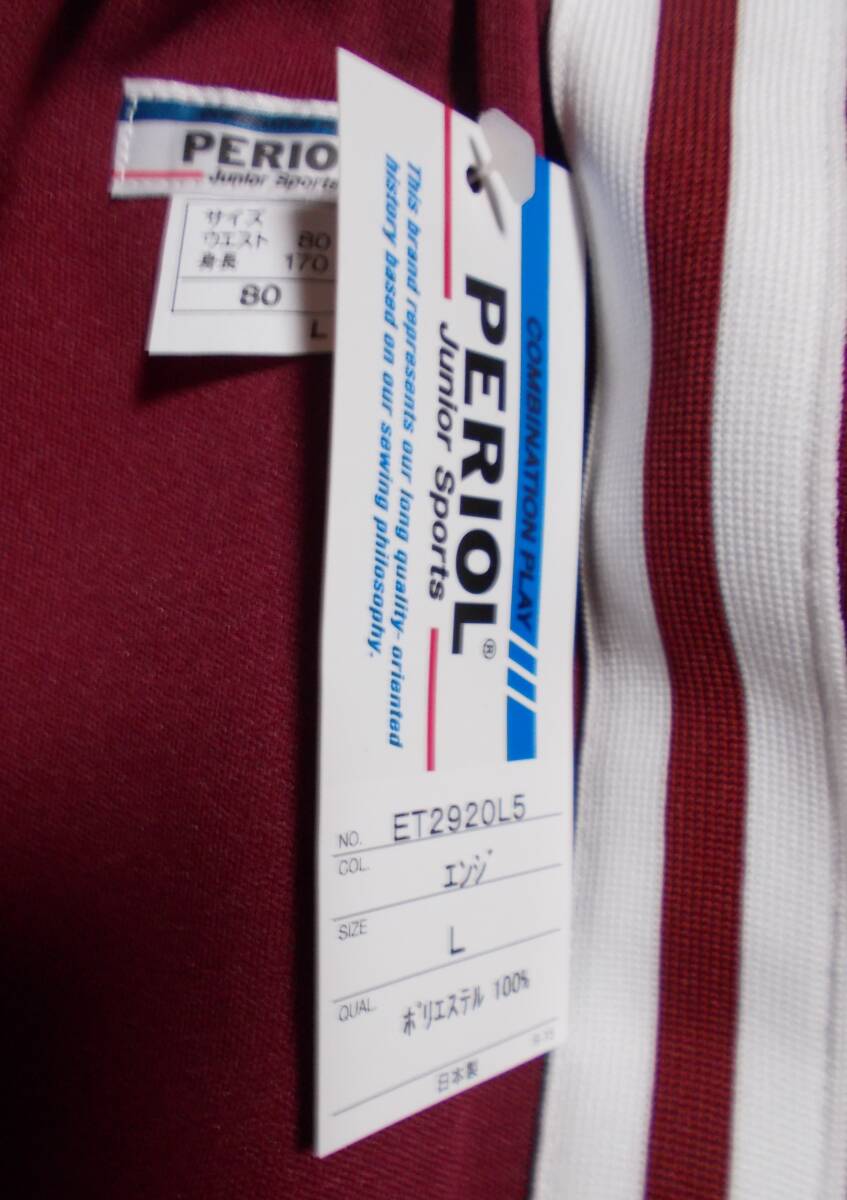 PERIO
Junior Sports
サイズ
ウエスト 80
身長 170
80
L
COMBINATION PLAY
PERIOL®
Junior Sports
This brand represents our long quality-oriented
history based on our sewing philosophy.
NO. ET2920L5
COL. エンジ
SIZE L
QUAL. ポリエステル 100%
日本製